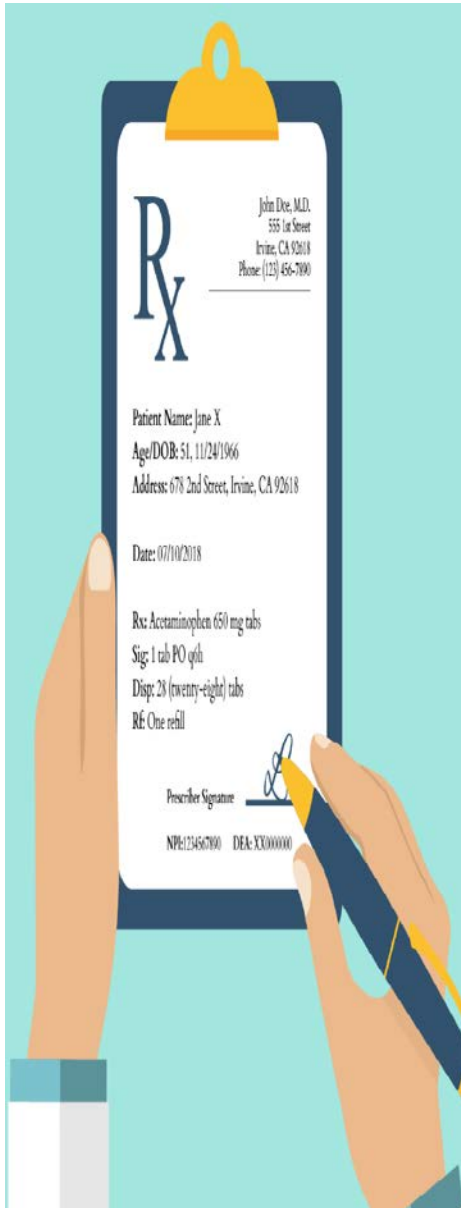 Rx
John Doe, M.D.
555 1st Street
Irvine, CA 92618
Phone: (123) 456-7890
Patient Name: Jane X
Age/DOB: 51, 11/24/1966
Address: 678 2nd Street, Irvine, CA 92618
Date: 07/10/2018
Rx: Acetaminophen 650 mg tabs
Sig: 1 tab PO q6h
Disp: 28 (twenty-eight) tabs
Rf: One refill
Prescriber Signature
NPI:1234567890 DEA: XX0000000